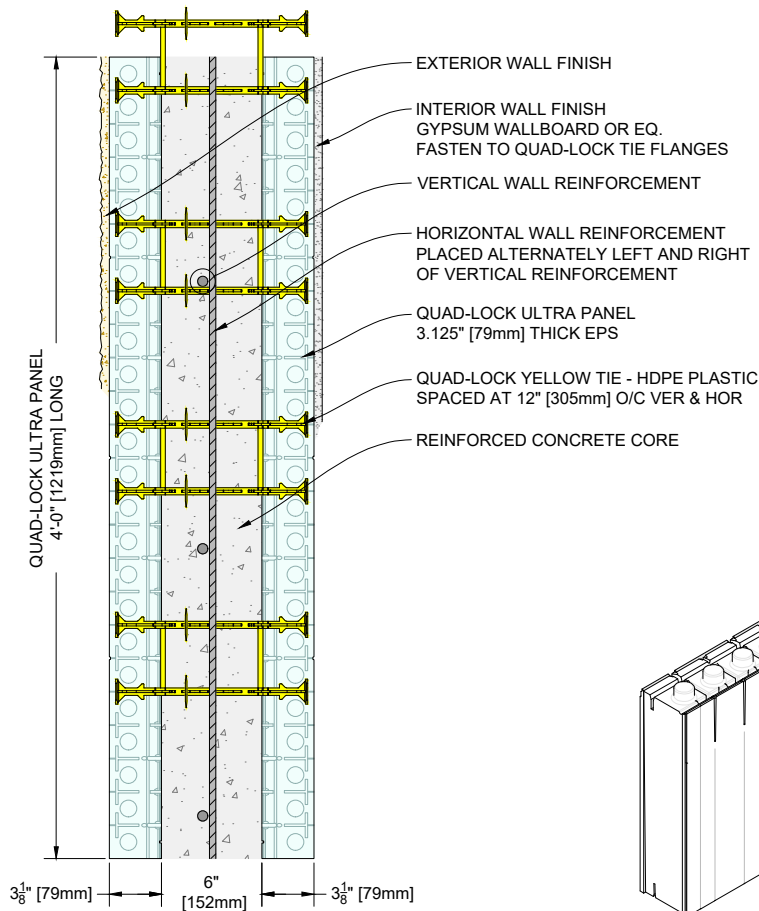 EXTERIOR WALL FINISH
INTERIOR WALL FINISH
GYPSUM WALLBOARD OR EQ.
FASTEN TO QUAD-LOCK TIE FLANGES
VERTICAL WALL REINFORCEMENT
HORIZONTAL WALL REINFORCEMENT
PLACED ALTERNATELY LEFT AND RIGHT
OF VERTICAL REINFORCEMENT
QUAD-LOCK ULTRA PANEL
3.125" [79mm] THICK EPS
QUAD-LOCK YELLOW TIE - HDPE PLASTIC
SPACED AT 12" [305mm] O/C VER & HOR
REINFORCED CONCRETE CORE
QUAD-LOCK ULTRA PANEL
4'-0" [1219mm] LONG
3⅛" [79mm]
6"
[152mm]
3⅛" [79mm]